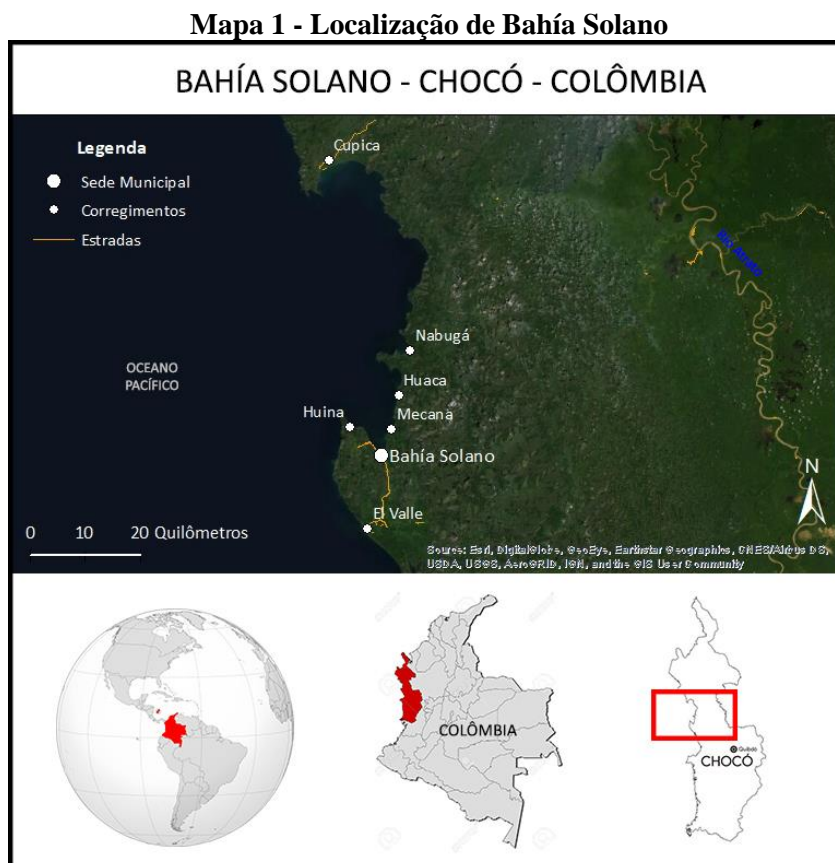 Mapa 1 - Localização de Bahía Solano
BAHÍA SOLANO - CHOCÓ - COLÔMBIA
Legenda
Sede Municipal
Corregimentos
Estradas
Cupica
Río Atrato
Nabugá
OCEANO
PACÍFICO
Huaca
Huina
Mecana
Bahía Solano
N
El Valle
0 10 20 Quilômetros
Source: Esri, DigitalGlobe, GeoEye, Earthstar Geographics, CNES/Airbus DS,
USDA, USGS, AeroGRID, IGN, and the GIS User Community
COLÔMBIA
Quibdó
CHOCÓ